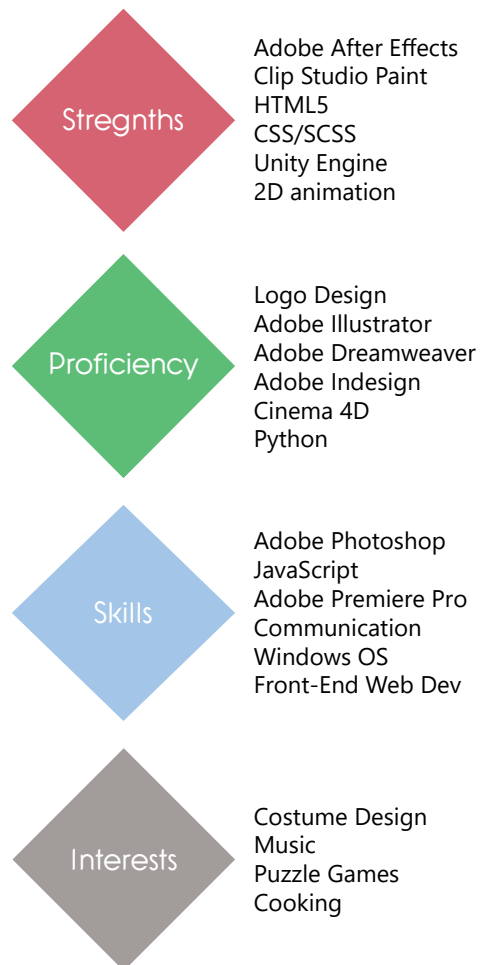 Stregnths
Adobe After Effects
Clip Studio Paint
HTML5
CSS/SCSS
Unity Engine
2D animation
Proficiency
Logo Design
Adobe Illustrator
Adobe Dreamweaver
Adobe Indesign
Cinema 4D
Python
Skills
Adobe Photoshop
JavaScript
Adobe Premiere Pro
Communication
Windows OS
Front-End Web Dev
Interests
Costume Design
Music
Puzzle Games
Cooking